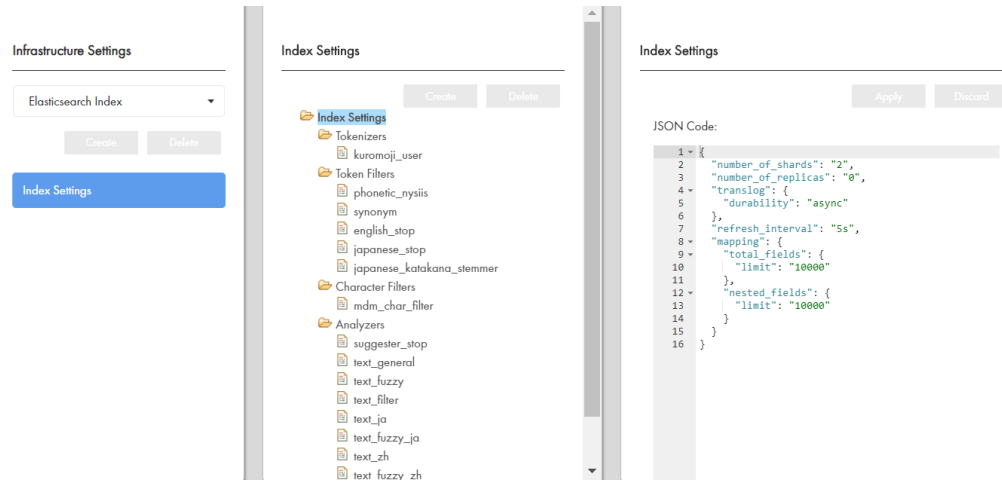 Infrastructure Settings
Elasticsearch Index
Create Delete
Index Settings
Index Settings
Create Delete
Index Settings
Tokenizers
kuromoji_user
Token Filters
phonetic_nysiis
synonym
english_stop
japanese_stop
japanese_katakana_stemmer
Character Filters
mdm_char_filter
Analyzers
suggester_stop
text_general
text_fuzzy
text_filter
text_ja
text_fuzzy_ja
text_zh
text_fuzzy_zh
Index Settings
Apply Discard
JSON Code:
1 {
2 "number_of_shards": "2",
3 "number_of_replicas": "0",
4 "translog": {
5 "durability": "async"
6 },
7 "refresh_interval": "5s",
8 "mapping": {
9 "total_fields": {
10 "limit": "10000"
11 },
12 "nested_fields": {
13 "limit": "10000"
14 }
15 }
16 }